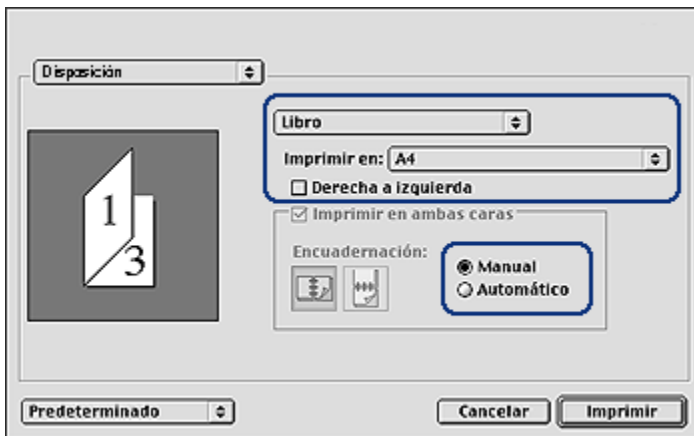 Disposición
Libro
Imprimir en: A4
Derecha a izquierda
1
3
Imprimir en ambas caras
Encuadernación:
Manual
Automático
Predeterminado
Cancelar
Imprimir